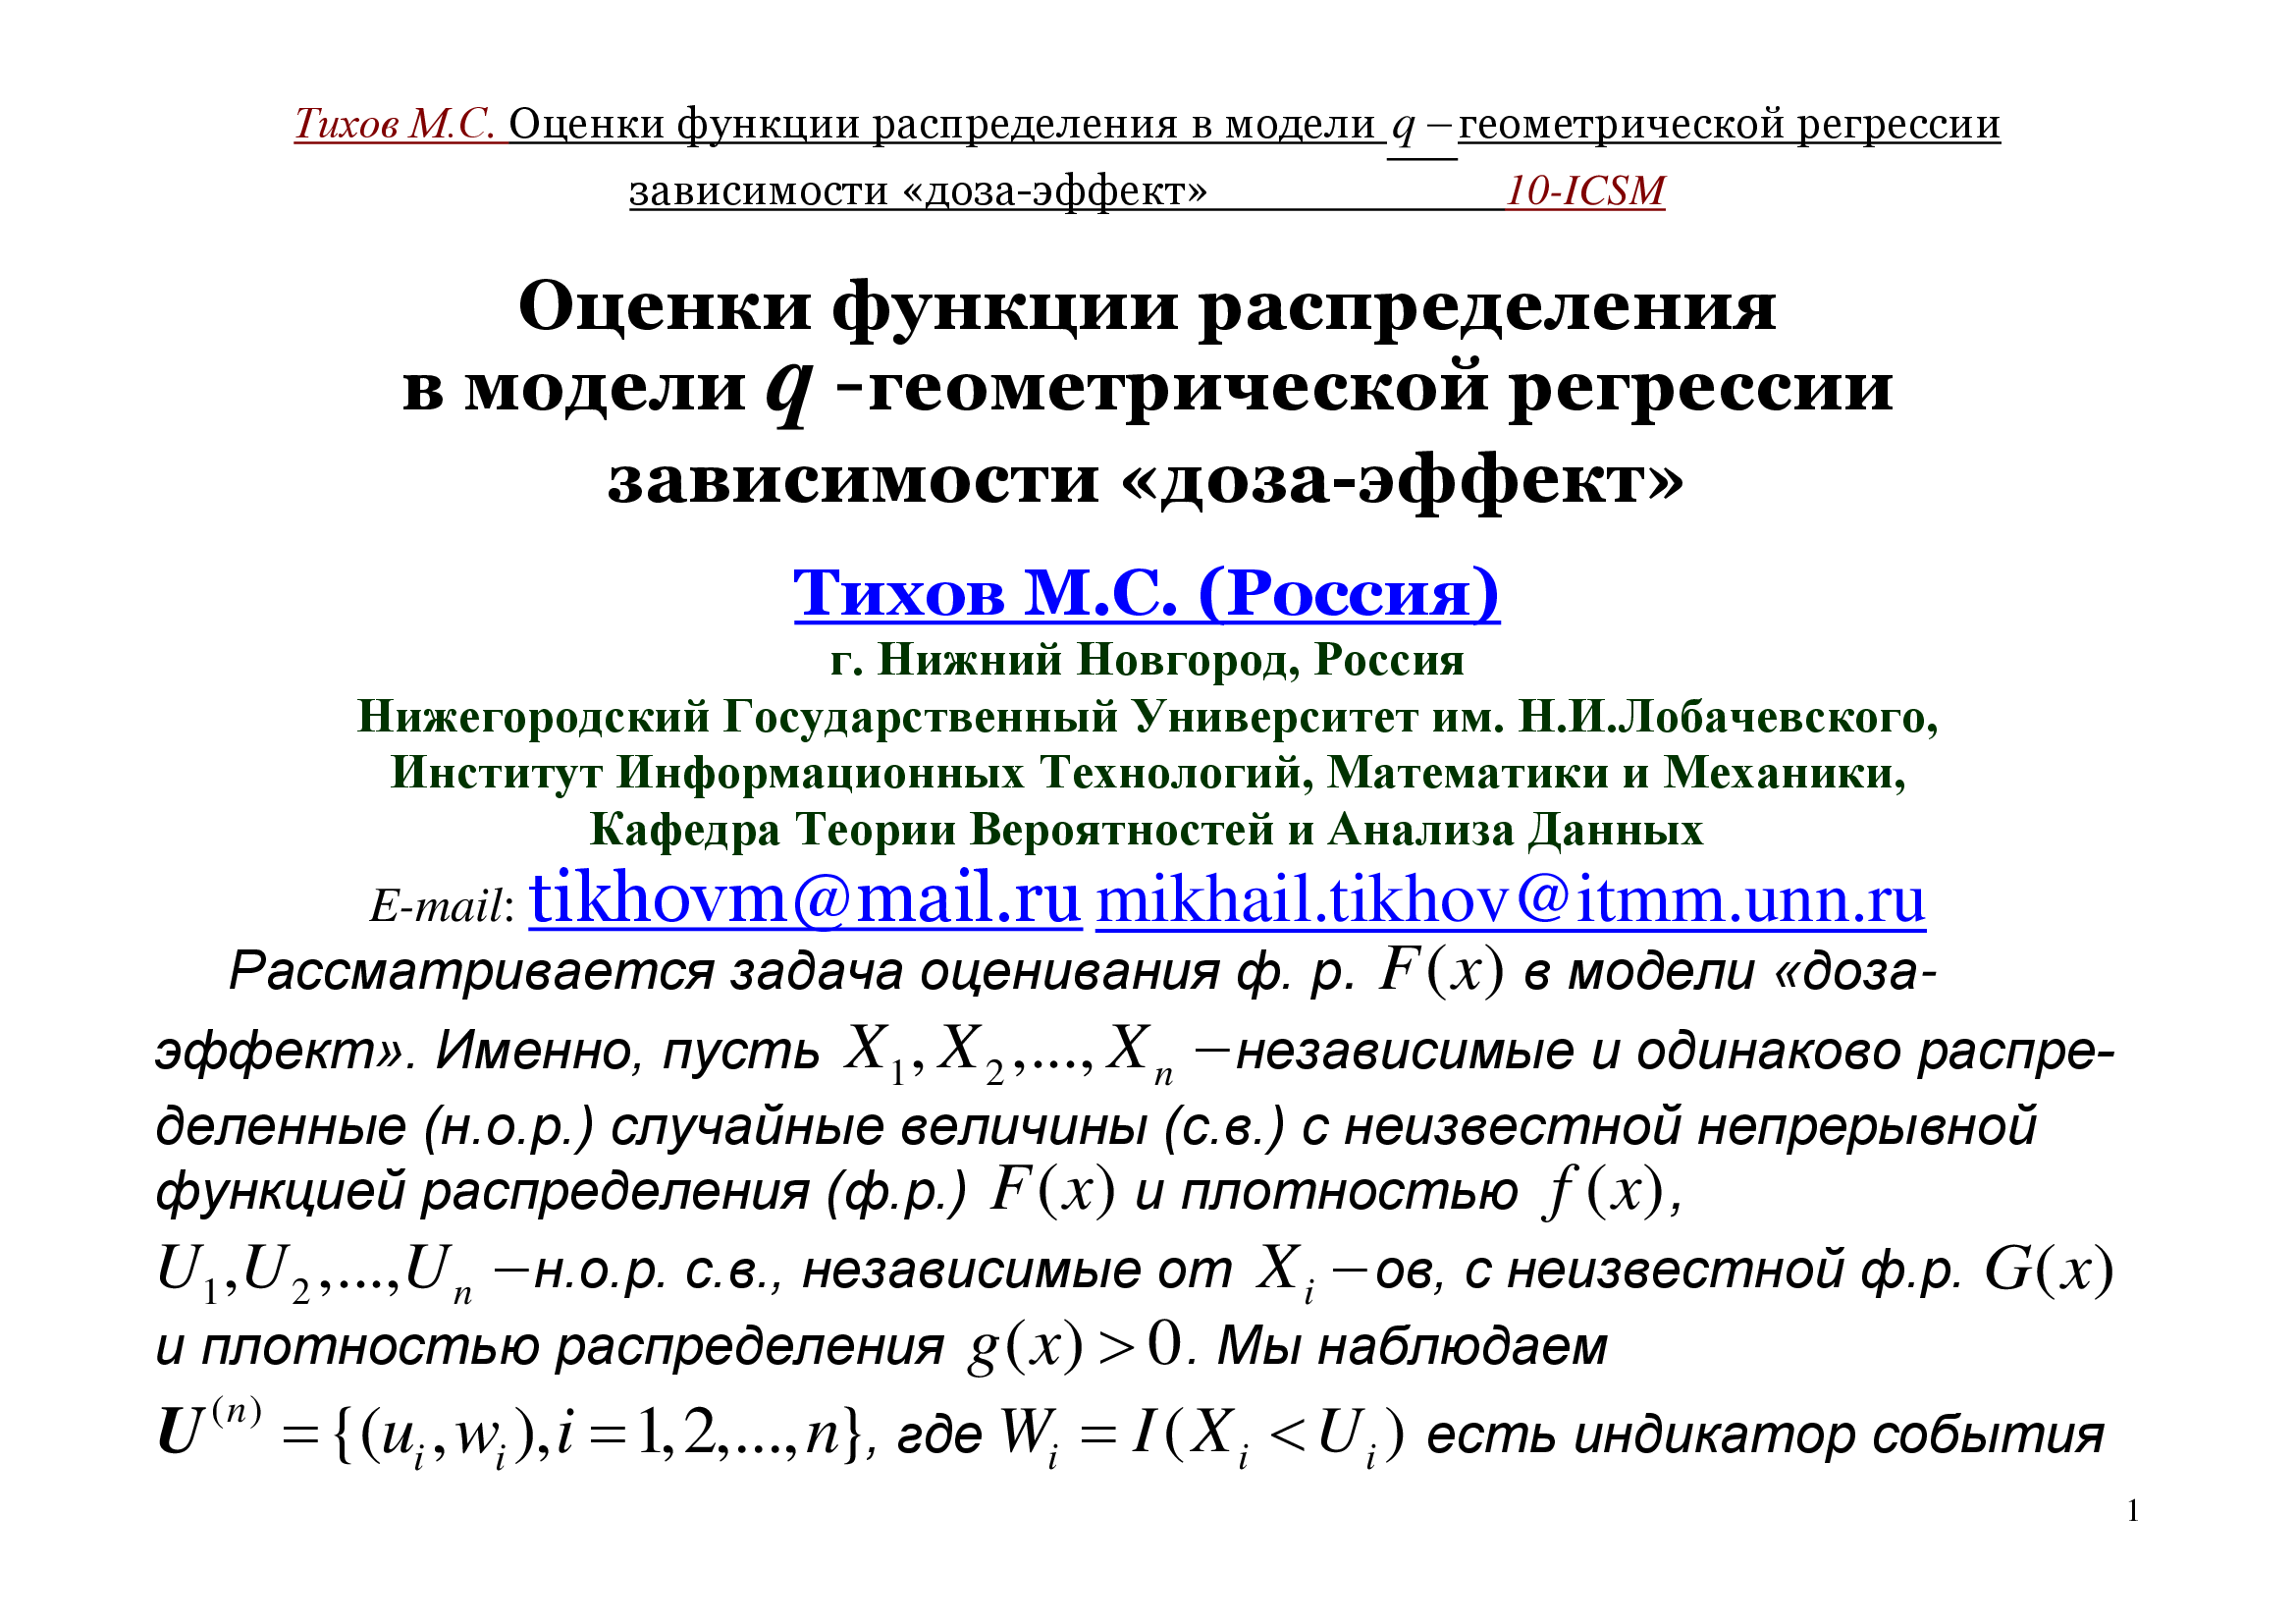 Тихов М.С. Оценки функции распределения в модели q – геометрической регрессии
зависимости «доза-эффект» 10-ICSM
Оценки функции распределения
в модели q -геометрической регрессии
зависимости «доза-эффект»
Тихов М.С. (Россия)
г. Нижний Новгород, Россия
Нижегородский Государственный Университет им. Н.И.Лобачевского,
Институт Информационных Технологий, Математики и Механики,
Кафедра Теории Вероятностей и Анализа Данных
E-mail: tikhovm@mail.ru mikhail.tikhov@itmm.unn.ru
Рассматривается задача оценивания ф. р. F(x) в модели «доза-
эффект». Именно, пусть X₁, X₂,..., Xₙ –независимые и одинаково распре-
деленные (н.о.р.) случайные величины (с.в.) с неизвестной непрерывной
функцией распределения (ф.р.) F(x) и плотностью f(x),
U₁,U₂,...,Uₙ –н.о.р. с.в., независимые от Xᵢ –ов, с неизвестной ф.р. G(x)
и плотностью распределения g(x) > 0. Мы наблюдаем
U⁽ⁿ⁾ = {(uᵢ, wᵢ), i = 1, 2,..., n}, где Wᵢ = I(Xᵢ < Uᵢ) есть индикатор события
1